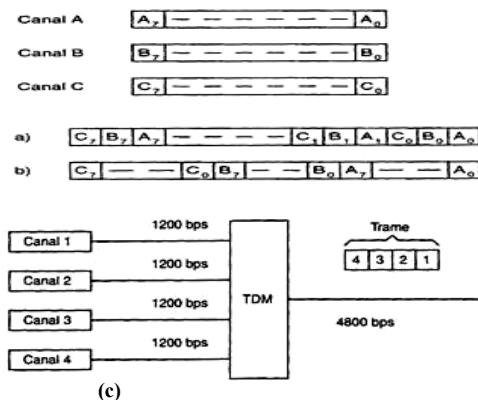 Canal A A₇ — — — — — — A₀
Canal B B₇ — — — — — — B₀
Canal C C₇ — — — — — — C₀
a) C₇ B₇ A₇ — — — — C₁ B₁ A₁ C₀ B₀ A₀
b) C₇ — — C₀ B₇ — — B₀ A₇ — — A₀
1200 bps
Trame
Canal 1
1200 bps
4 3 2 1
Canal 2
1200 bps
TDM
Canal 3
4800 bps
1200 bps
Canal 4
(c)